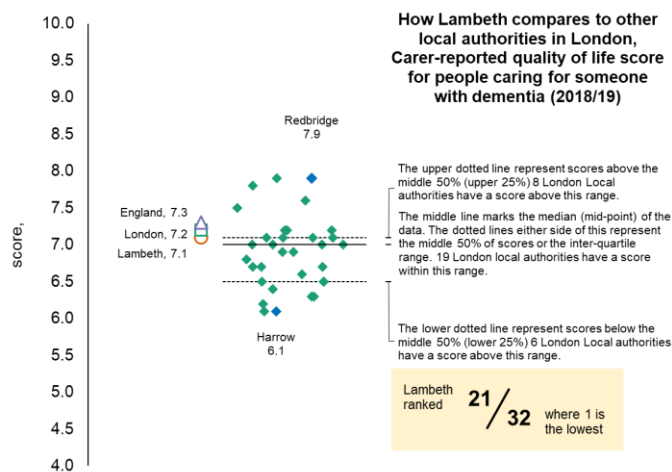 How Lambeth compares to other
local authorities in London,
Carer-reported quality of life score
for people caring for someone
with dementia (2018/19)
10.0
9.5
9.0
8.5
8.0
7.5
7.0
6.5
6.0
5.5
5.0
4.5
4.0
score,
Redbridge
7.9
England, 7.3
London, 7.2
Lambeth, 7.1
Harrow
6.1
The upper dotted line represent scores above the
middle 50% (upper 25%) 8 London Local
authorities have a score above this range.
The middle line marks the median (mid-point) of the
data. The dotted lines either side of this represent
the middle 50% of scores or the inter-quartile
range. 19 London local authorities have a score
within this range.
The lower dotted line represent scores below the
middle 50% (lower 25%) 6 London Local authorities
have a score above this range.
Lambeth
ranked
21/32
where 1 is
the lowest